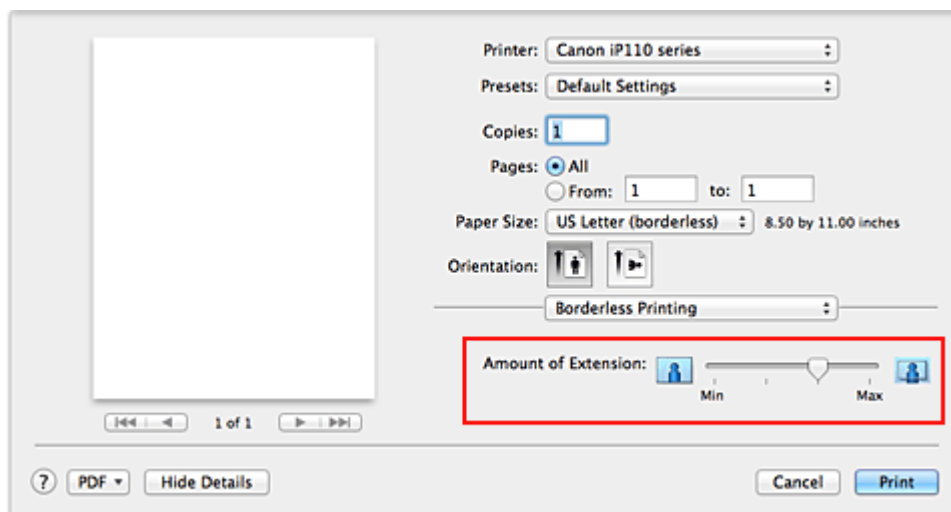 Printer: Canon iP110 series
Presets: Default Settings
Copies: 1
Pages: All
From: 1 to: 1
Paper Size: US Letter (borderless) 8.50 by 11.00 inches
Orientation:
Borderless Printing
Amount of Extension:
Min Max
1 of 1
? PDF Hide Details Cancel Print